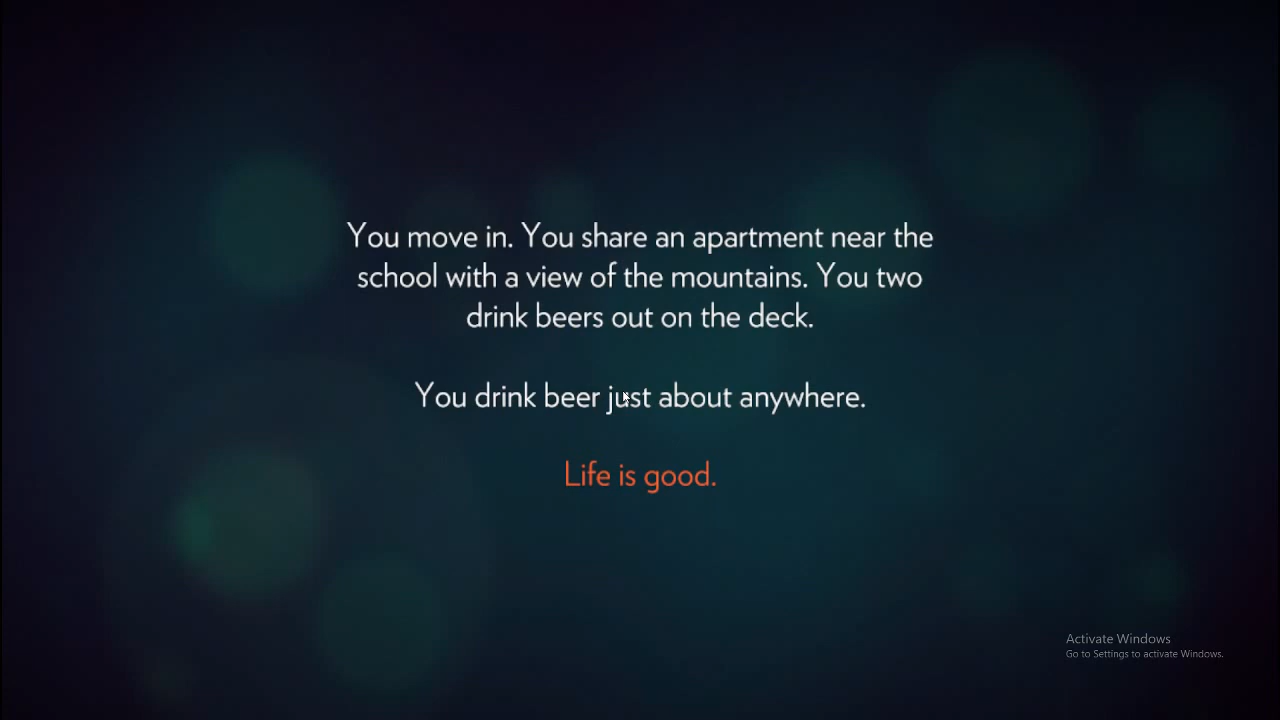 You move in. You share an apartment near the
school with a view of the mountains. You two
drink beers out on the deck.
You drink beer just about anywhere.
Life is good.
Activate Windows
Go to Settings to activate Windows.